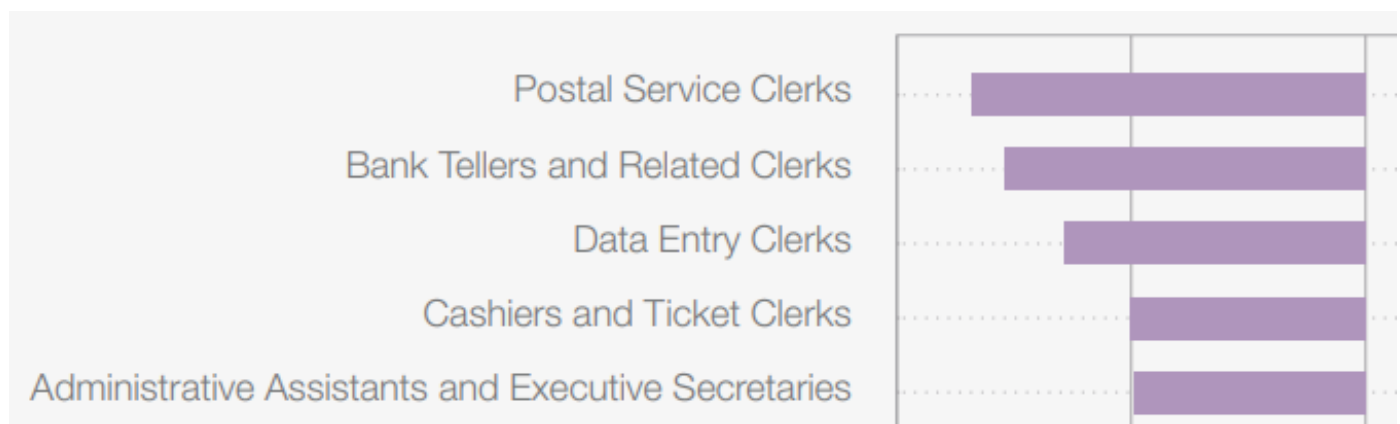 Postal Service Clerks
Bank Tellers and Related Clerks
Data Entry Clerks
Cashiers and Ticket Clerks
Administrative Assistants and Executive Secretaries